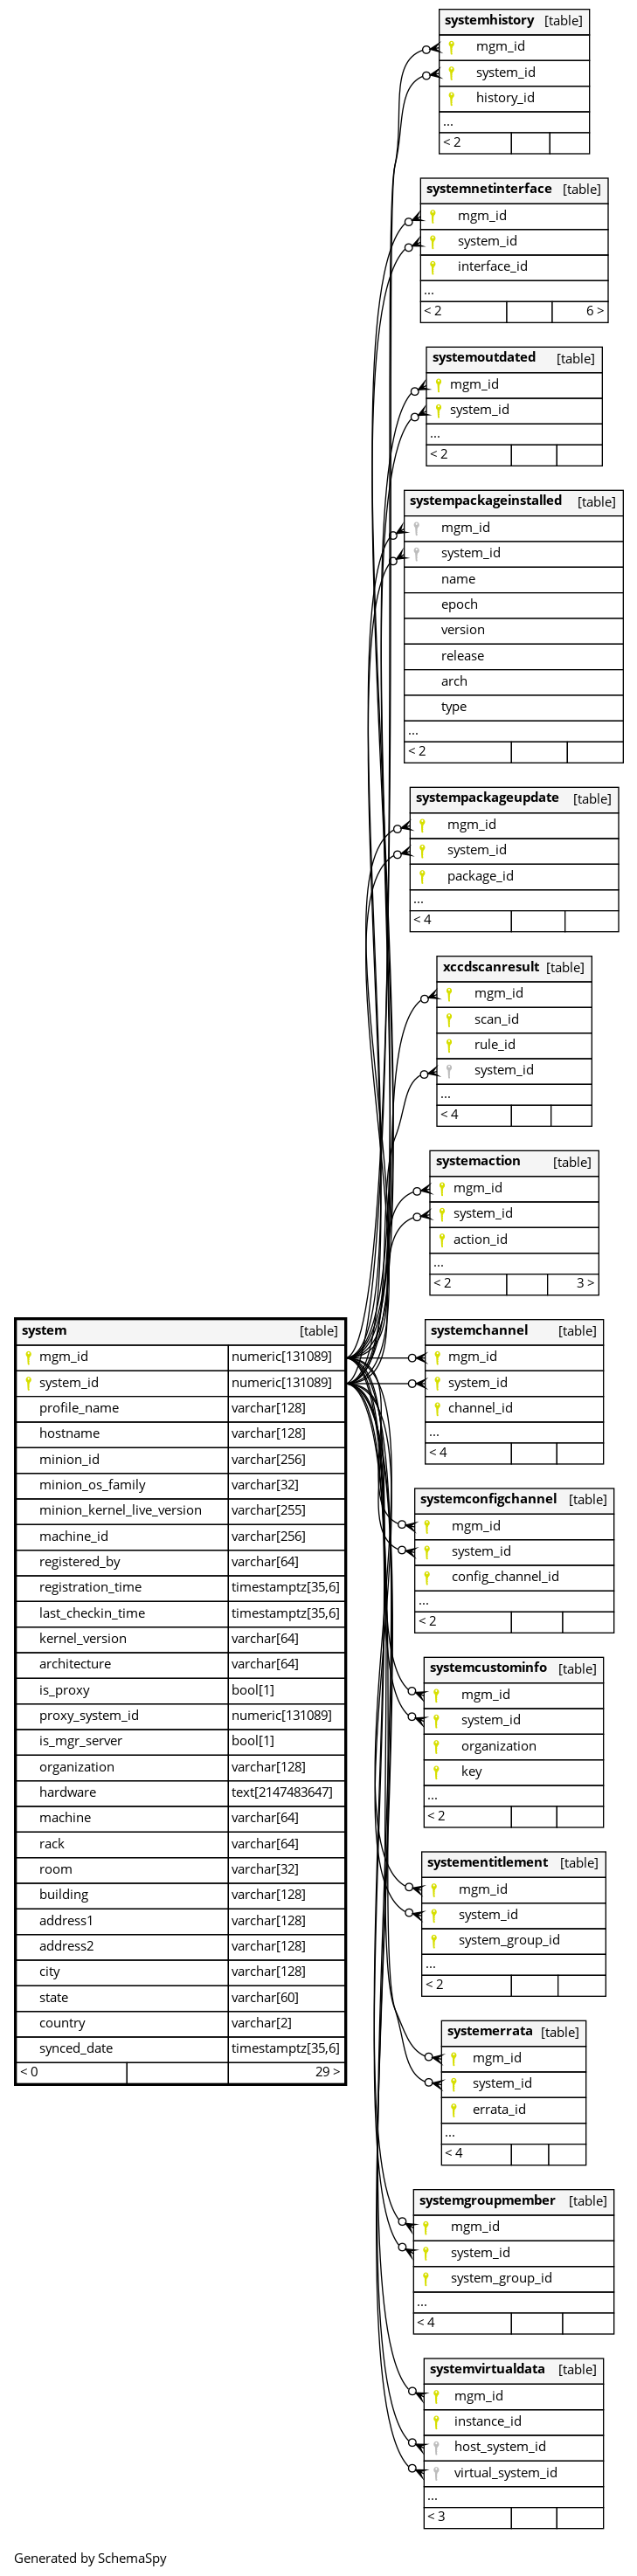 systemhistory [table]
mgm_id
system_id
history_id
...
< 2
systemnetinterface [table]
mgm_id
system_id
interface_id
...
< 2 6 >
systemoutdated [table]
mgm_id
system_id
...
< 2
systempackageinstalled [table]
mgm_id
system_id
name
epoch
version
release
arch
type
...
< 2
systempackageupdate [table]
mgm_id
system_id
package_id
...
< 4
xccdscanresult [table]
mgm_id
scan_id
rule_id
system_id
...
< 4
systemaction [table]
mgm_id
system_id
action_id
...
< 2 3 >
system [table]
mgm_id numeric[131089]
system_id numeric[131089]
profile_name varchar[128]
hostname varchar[128]
minion_id varchar[256]
minion_os_family varchar[32]
minion_kernel_live_version varchar[255]
machine_id varchar[256]
registered_by varchar[64]
registration_time timestamptz[35,6]
last_checkin_time timestamptz[35,6]
kernel_version varchar[64]
architecture varchar[64]
is_proxy bool[1]
proxy_system_id numeric[131089]
is_mgr_server bool[1]
organization varchar[128]
hardware text[2147483647]
machine varchar[64]
rack varchar[64]
room varchar[32]
building varchar[128]
address1 varchar[128]
address2 varchar[128]
city varchar[128]
state varchar[60]
country varchar[2]
synced_date timestamptz[35,6]
< 0 29 >
systemchannel [table]
mgm_id
system_id
channel_id
...
< 4
systemconfigchannel [table]
mgm_id
system_id
config_channel_id
...
< 2
systemcustominfo [table]
mgm_id
system_id
organization
key
...
< 2
systementitlement [table]
mgm_id
system_id
system_group_id
...
< 2
systemerrata [table]
mgm_id
system_id
errata_id
...
< 4
systemgroupmember [table]
mgm_id
system_id
system_group_id
...
< 4
systemvirtualdata [table]
mgm_id
instance_id
host_system_id
virtual_system_id
...
< 3
Generated by SchemaSpy